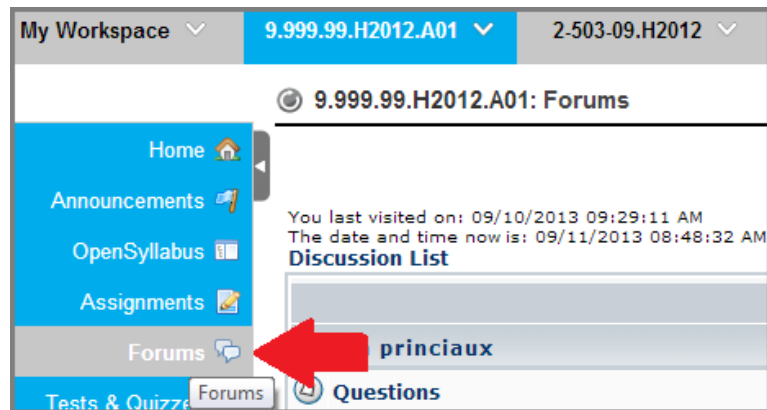 My Workspace
9.999.99.H2012.A01
2-503-09.H2012
9.999.99.H2012.A01: Forums
Home
Announcements
OpenSyllabus
Assignments
Forums
Tests &
Forums
You last visited on: 09/10/2013 09:29:11 AM
The date and time now is: 09/11/2013 08:48:32 AM
Discussion List
princiaux
Questions